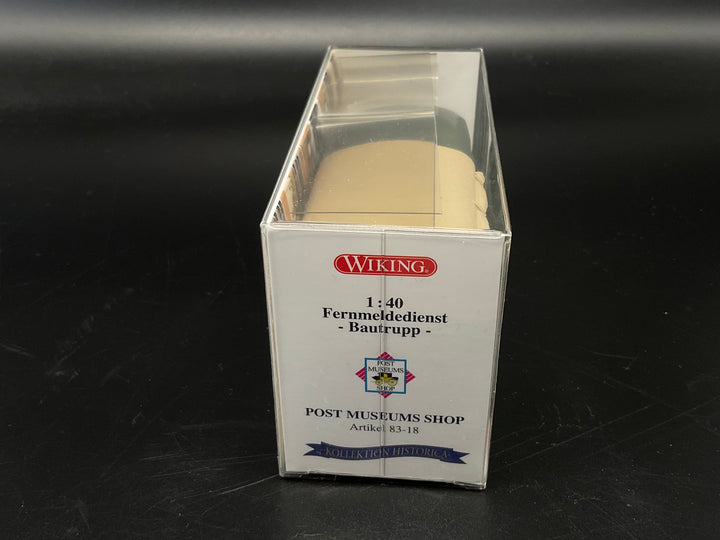 WIKING®
1:40
Fernmeldedienst
- Bautrupp -
POST
MUSEUMS
SHOP
POST MUSEUMS SHOP
Artikel 83-18
KOLLEKTION HISTORICA